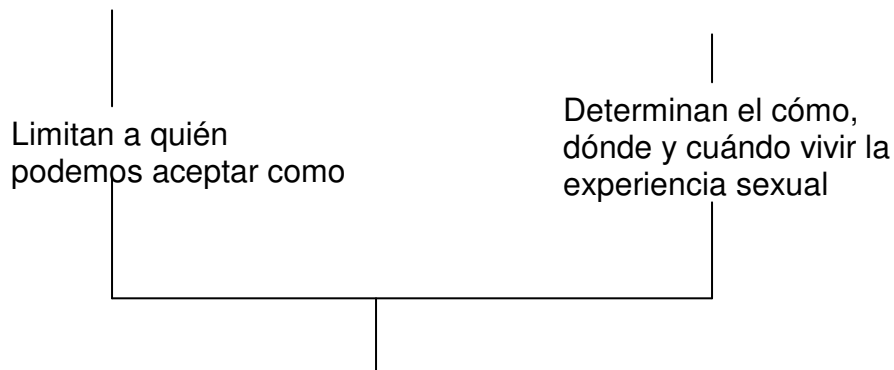 Limitan a quién
podemos aceptar como
Determinan el cómo,
dónde y cuándo vivir la
experiencia sexual